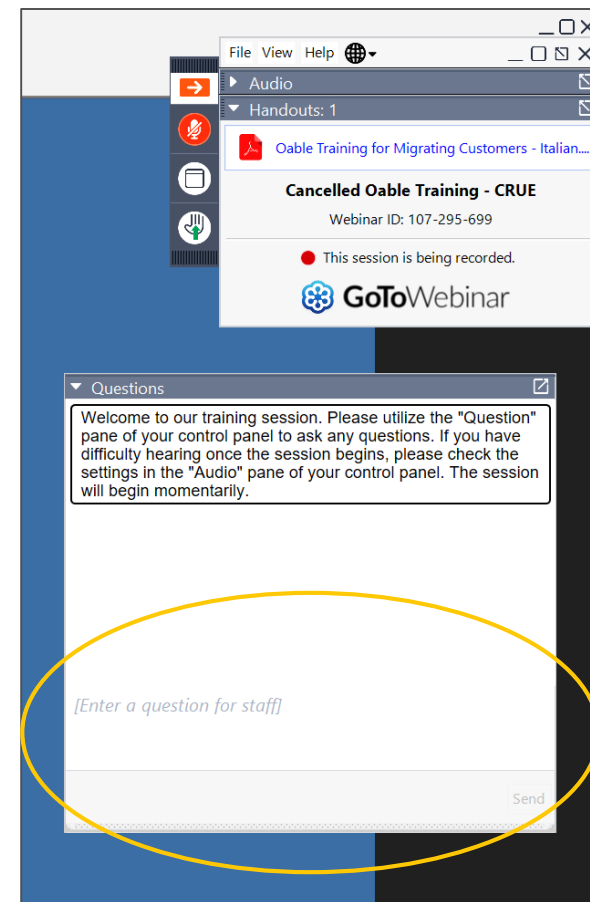 File View Help
Audio
Handouts: 1
Oable Training for Migrating Customers - Italian....
Cancelled Oable Training - CRUE
Webinar ID: 107-295-699
This session is being recorded.
GoToWebinar
Questions
Welcome to our training session. Please utilize the "Question"
pane of your control panel to ask any questions. If you have
difficulty hearing once the session begins, please check the
settings in the "Audio" pane of your control panel. The session
will begin momentarily.
[Enter a question for staff]
Send